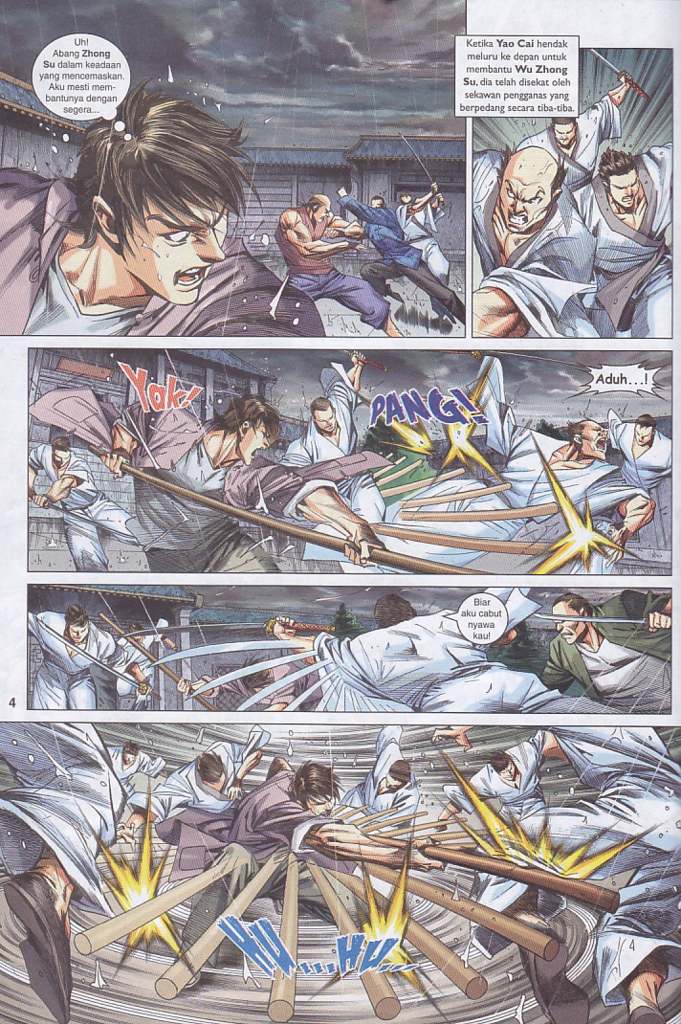 Uh!
Abang Zhong
Su dalam keadaan
yang mencemaskan.
Aku mesti mem-
bantunya dengan
segera...
Ketika Yao Cai hendak
meluru ke depan untuk
membantu Wu Zhong
Su, dia telah disekat oleh
sekawan pengganas yang
berpedang secara tiba-tiba.
Yak!
PANG!!
Aduh...!
Biar
aku cabut
nyawa
kau!
4
HU...HU...